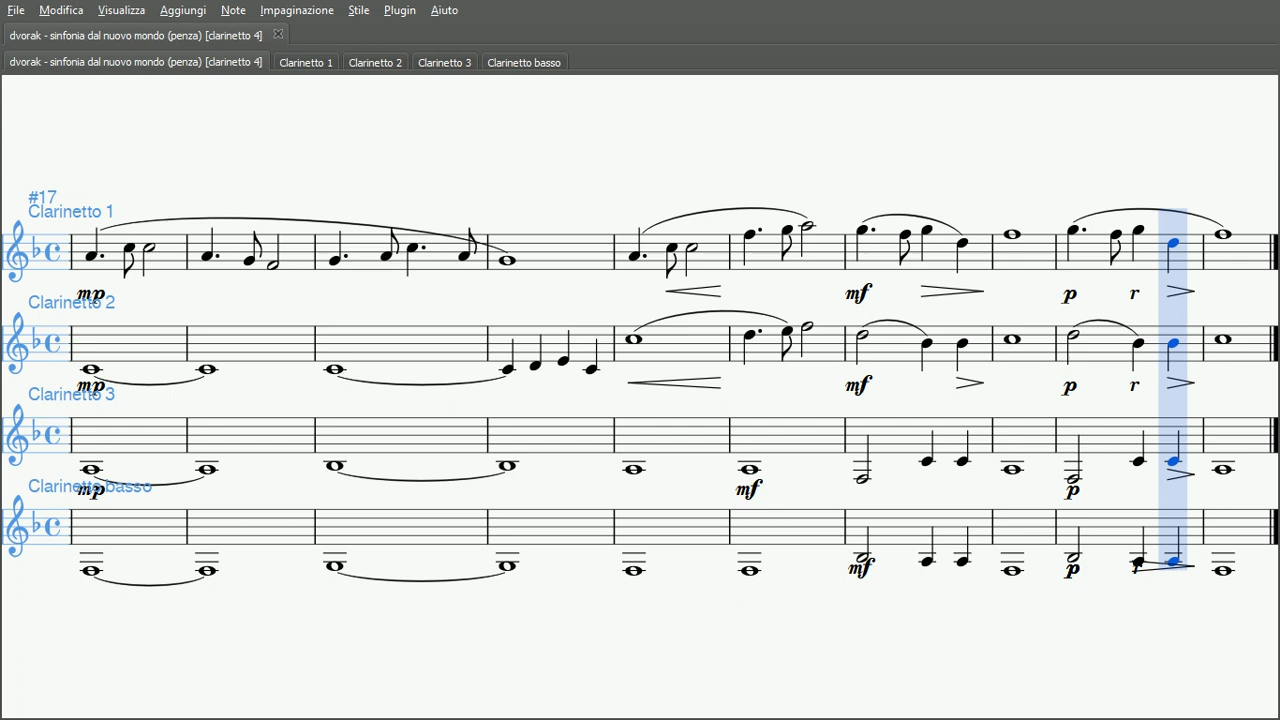 File Modifica Visualizza Aggiungi Note Impaginazione Stile Plugin Aiuto
dvorak - sinfonia dal nuovo mondo (penza) [clarinetto 4]
dvorak - sinfonia dal nuovo mondo (penza) [clarinetto 4] Clarinetto 1 Clarinetto 2 Clarinetto 3 Clarinetto basso
#17
Clarinetto 1
mp mf p r
Clarinetto 2
mp mf p r
Clarinetto 3
mp mf p
Clarinetto basso
mf p r